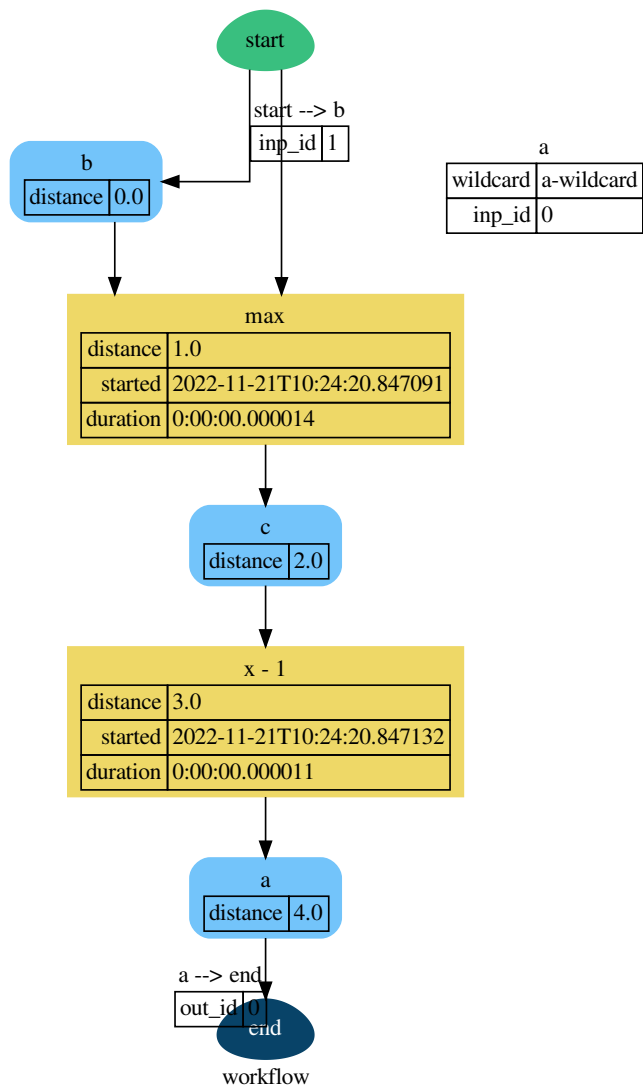 start
start --> b
inp_id 1
a
wildcard a-wildcard
inp_id 0
b
distance 0.0
max
distance 1.0
started 2022-11-21T10:24:20.847091
duration 0:00:00.000014
c
distance 2.0
x - 1
distance 3.0
started 2022-11-21T10:24:20.847132
duration 0:00:00.000011
a
distance 4.0
a --> end
out_id 0
end
workflow